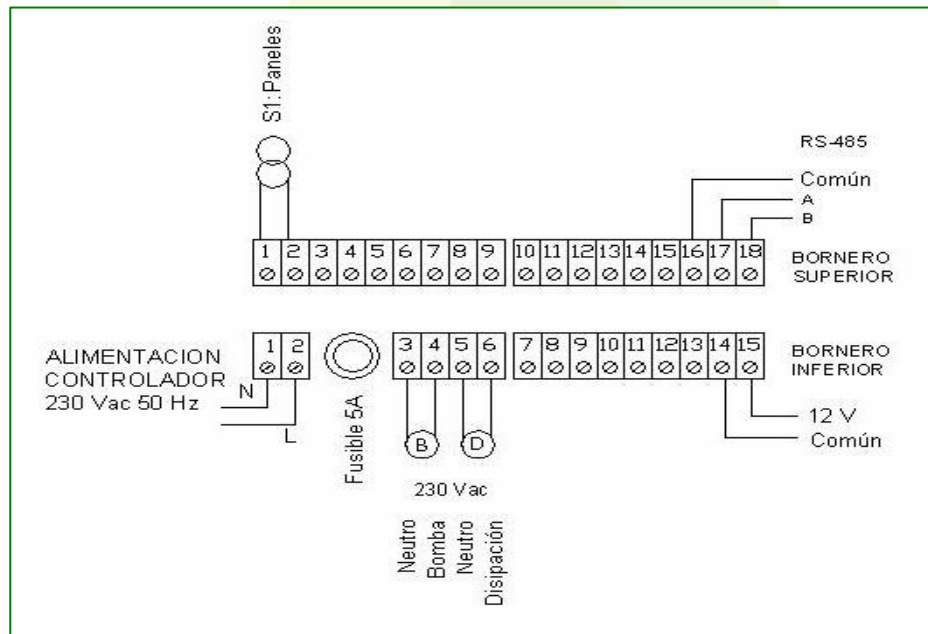 S1:Paneles
RS-485
Común
A
B
1 2 3 4 5 6 7 8 9 10 11 12 13 14 15 16 17 18
BORNERO
SUPERIOR
ALIMENTACION
CONTROLADOR
230 Vac 50 Hz
N
L
1 2
Fusible 5A
3 4 5 6 7 8 9 10 11 12 13 14 15
BORNERO
INFERIOR
12 V
Común
B
D
230 Vac
Neutro
Bomba
Neutro
Disipación